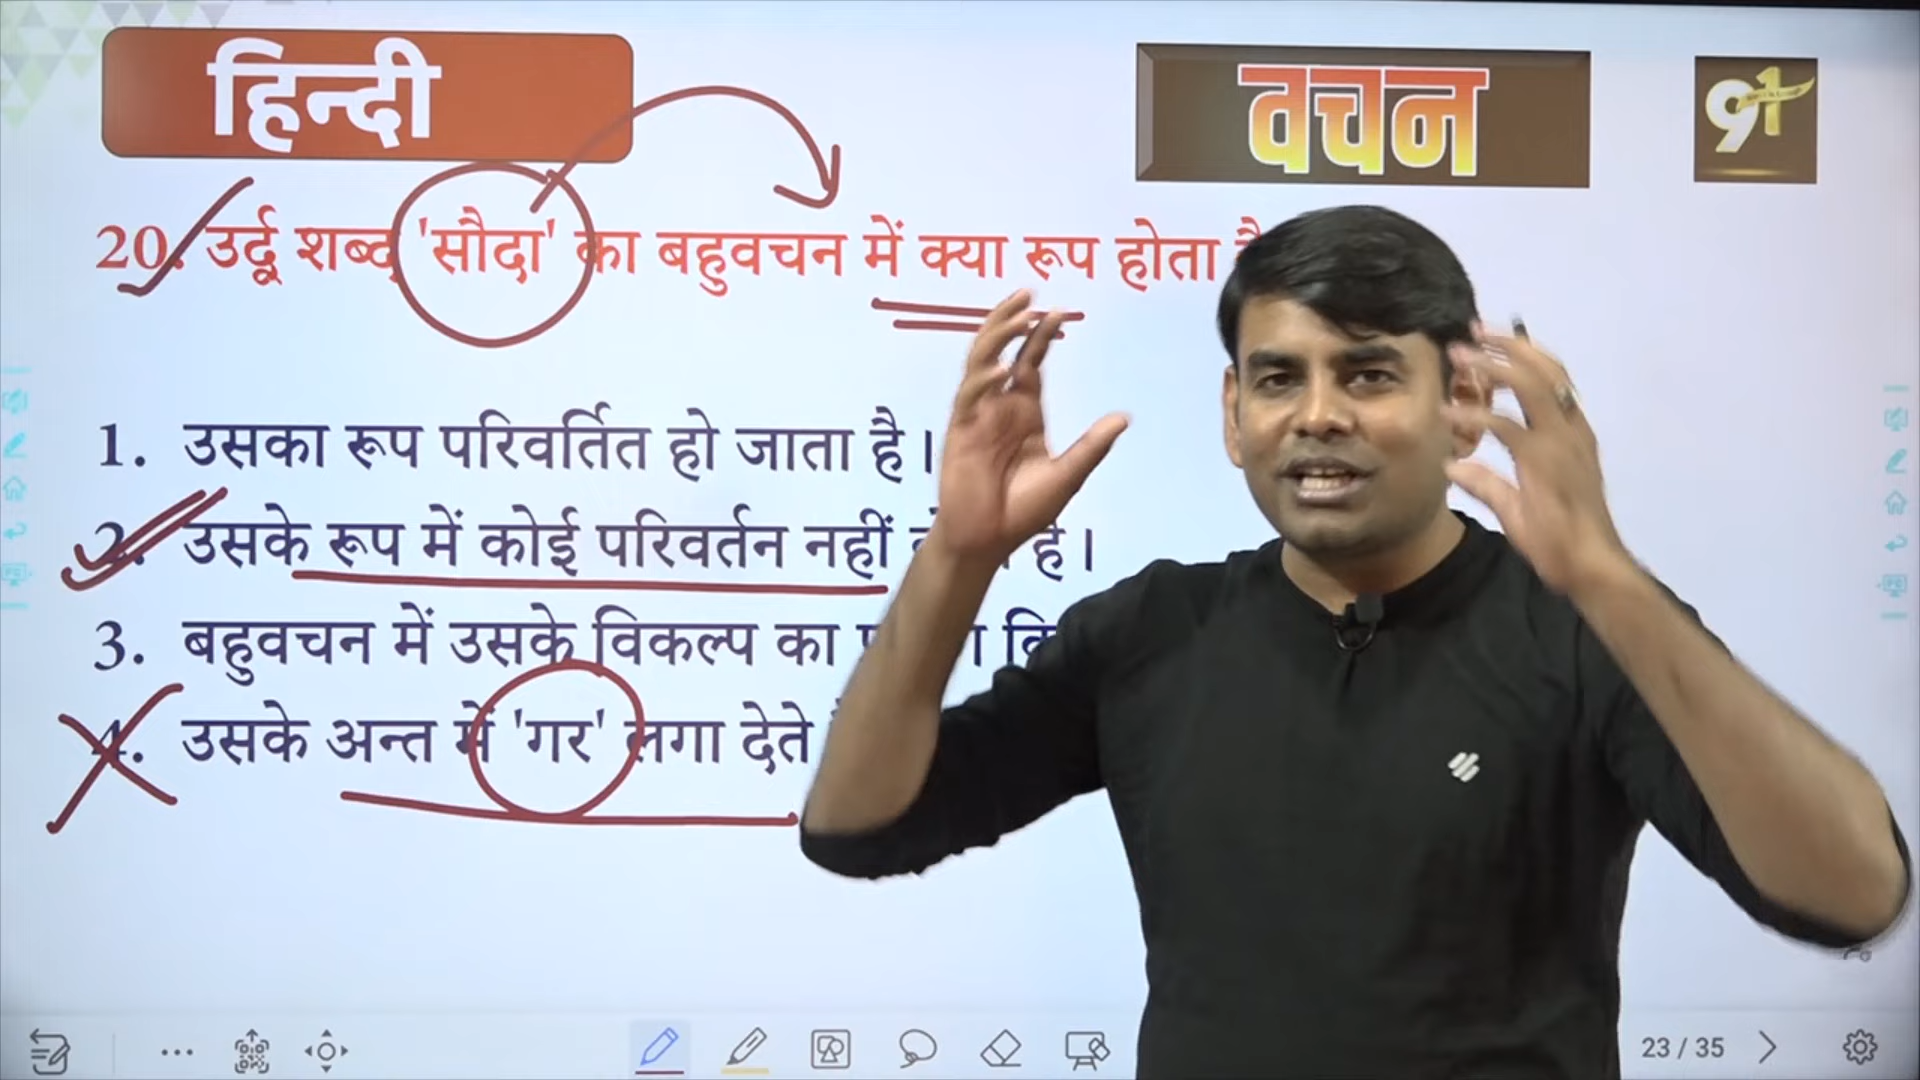 हिन्दी
वचन
91
20. उर्दू शब्द 'सौदा' का बहुवचन में क्या रूप होता
1. उसका रूप परिवर्तित हो जाता है।
2. उसके रूप में कोई परिवर्तन नहीं है।
3. बहुवचन में उसके विकल्प का
4. उसके अन्त में 'गर' लगा देते
23 / 35